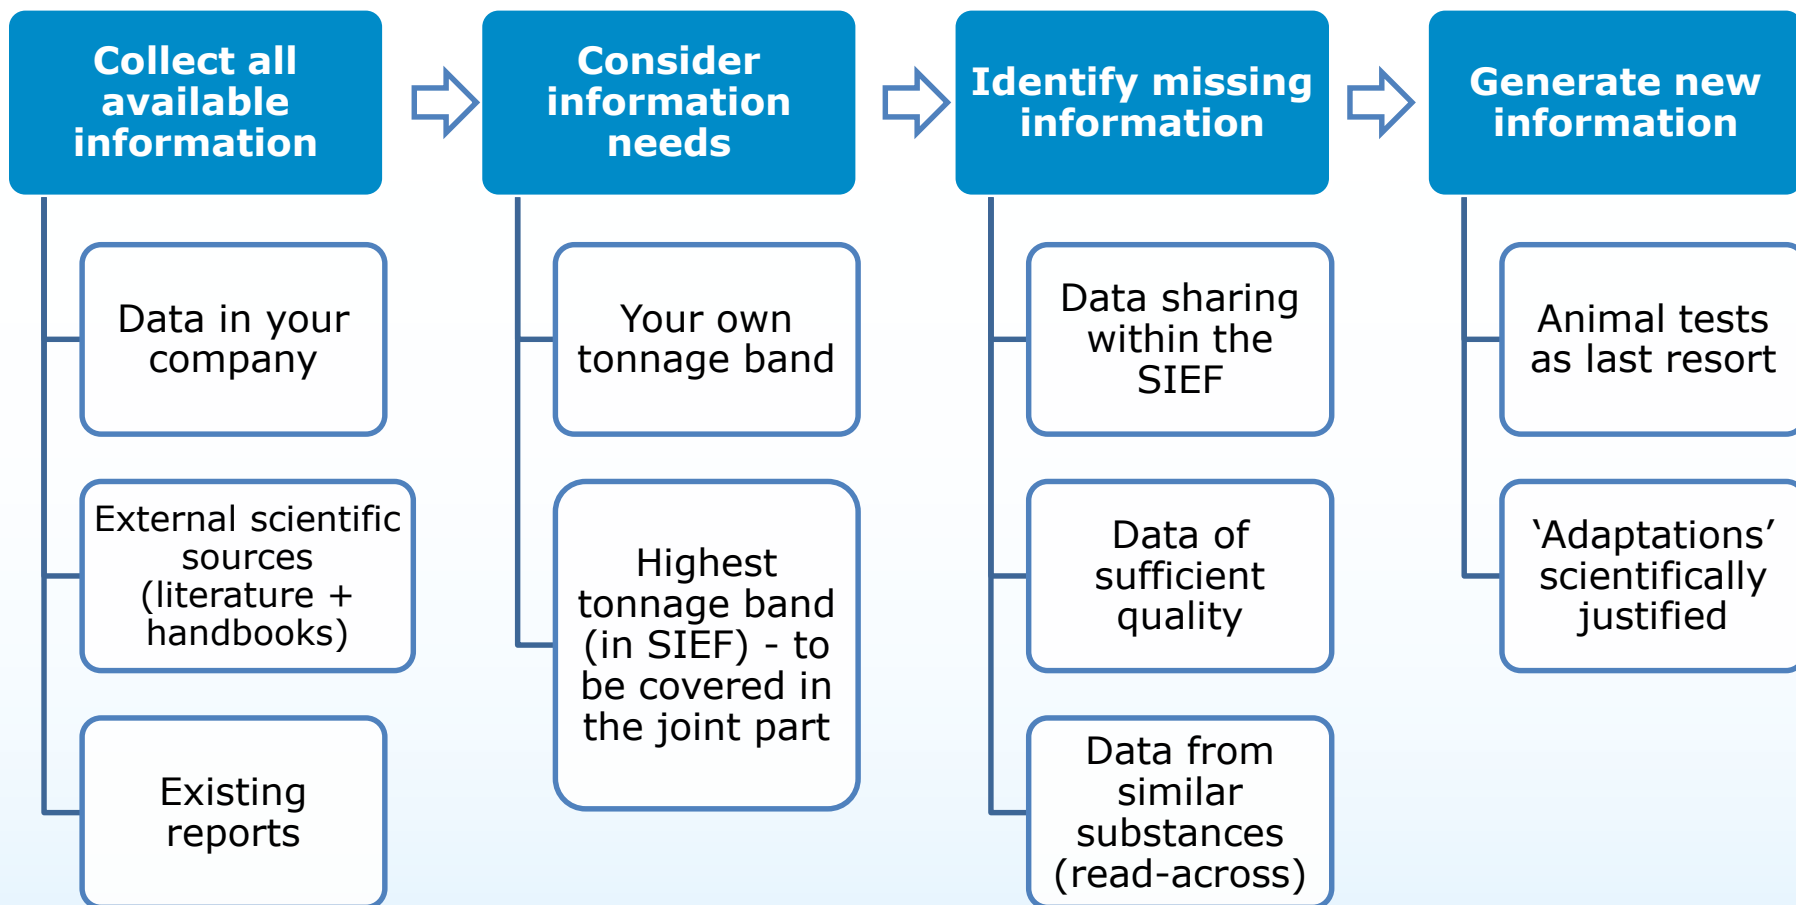 Collect all
available
information
Data in your
company
External scientific
sources
(literature +
handbooks)
Existing
reports
Consider
information
needs
Your own
tonnage band
Highest
tonnage band
(in SIEF) - to
be covered in
the joint part
Identify missing
information
Data sharing
within the
SIEF
Data of
sufficient
quality
Data from
similar
substances
(read-across)
Generate new
information
Animal tests
as last resort
‘Adaptations’
scientifically
justified